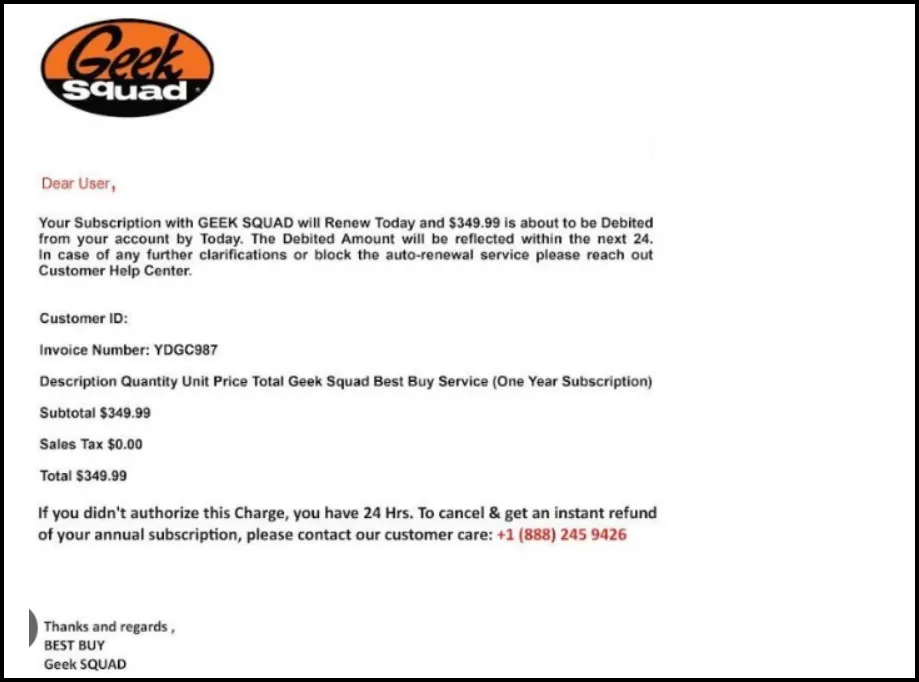 Geek
Squad
Dear User,
Your Subscription with GEEK SQUAD will Renew Today and $349.99 is about to be Debited
from your account by Today. The Debited Amount will be reflected within the next 24.
In case of any further clarifications or block the auto-renewal service please reach out
Customer Help Center.
Customer ID:
Invoice Number: YDGC987
Description Quantity Unit Price Total Geek Squad Best Buy Service (One Year Subscription)
Subtotal $349.99
Sales Tax $0.00
Total $349.99
If you didn't authorize this Charge, you have 24 Hrs. To cancel & get an instant refund
of your annual subscription, please contact our customer care: +1 (888) 245 9426
Thanks and regards ,
BEST BUY
Geek SQUAD